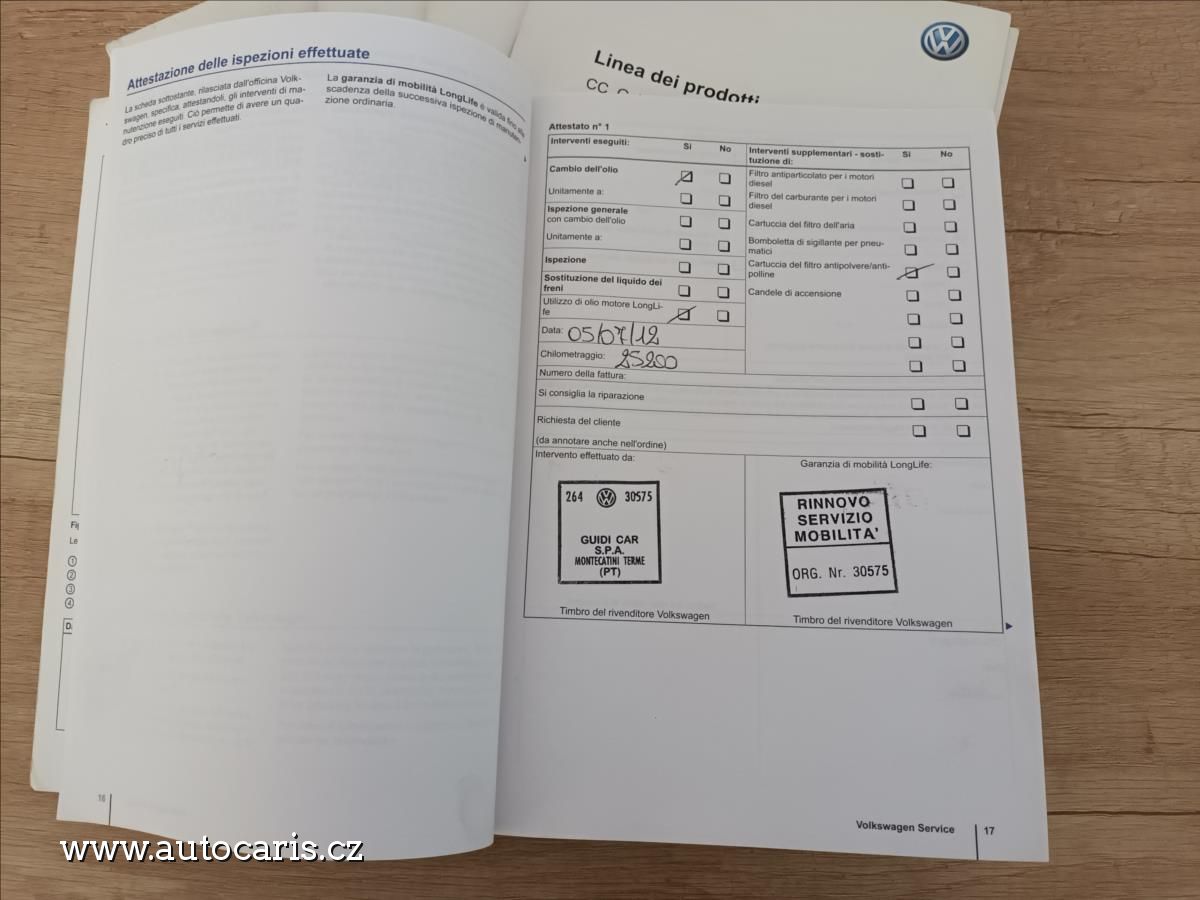 Attestazione delle ispezioni effettuate
La scheda sottostante, rilasciata dall'officina Volk-
swagen, specifica, attestandoli, gli interventi di ma-
nutenzione eseguiti. Ciò permette di avere un qua-
dro preciso di tutti i servizi effettuati.
La garanzia di mobilità LongLife è valida fino alla
scadenza della successiva ispezione di manuten-
zione ordinaria.
16
Linea dei prodotti
CC
Attestato n° 1
Interventi eseguiti: Sì No
Cambio dell'olio
Unitamente a:
Ispezione generale
con cambio dell'olio
Unitamente a:
Ispezione
Sostituzione del liquido dei
freni
Utilizzo di olio motore LongLi-
fe
Data: 05/07/12
Chilometraggio: 25200
Numero della fattura:
Interventi supplementari - sosti-
tuzione di: Sì No
Filtro antiparticolato per i motori
diesel
Filtro del carburante per i motori
diesel
Cartuccia del filtro dell'aria
Bomboletta di sigillante per pneu-
matici
Cartuccia del filtro antipolvere/anti-
polline
Candele di accensione
Si consiglia la riparazione
Richiesta del cliente
(da annotare anche nell'ordine)
Intervento effettuato da:
264 VW 30575
GUIDI CAR
S.P.A.
MONTECATINI TERME
(PT)
Timbro del rivenditore Volkswagen
Garanzia di mobilità LongLife:
RINNOVO
SERVIZIO
MOBILITA'
ORG. Nr. 30575
Timbro del rivenditore Volkswagen
Volkswagen Service 17
Le
1
2
3
4
www.autocaris.cz